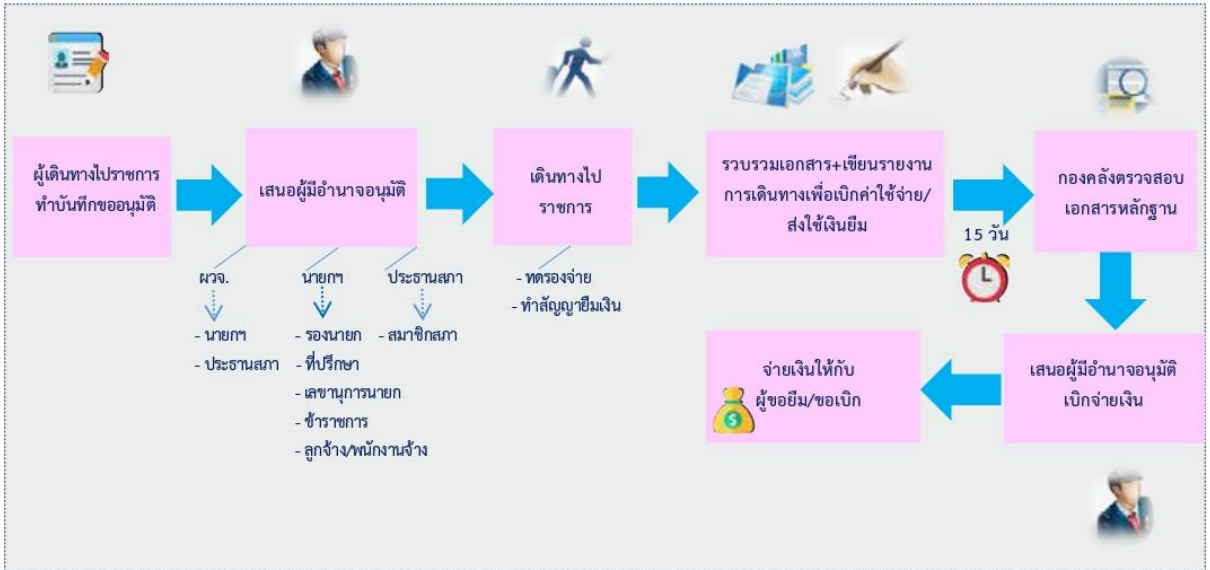 ผู้เดินทางไปราชการ
ทำบันทึกขออนุมัติ
เสนอผู้มีอำนาจอนุมัติ
ผวจ.
- นายกฯ
- ประธานสภา
นายกฯ
- รองนายก
- ที่ปรึกษา
- เลขานุการนายก
- ข้าราชการ
- ลูกจ้าง/พนักงานจ้าง
ประธานสภา
- สมาชิกสภา
เดินทางไป
ราชการ
- ทดรองจ่าย
- ทำสัญญายืมเงิน
รวบรวมเอกสาร+เขียนรายงาน
การเดินทางเพื่อเบิกค่าใช้จ่าย/
ส่งใช้เงินยืม
15 วัน
กองคลังตรวจสอบ
เอกสารหลักฐาน
เสนอผู้มีอำนาจอนุมัติ
เบิกจ่ายเงิน
จ่ายเงินให้กับ
ผู้ขอยืม/ขอเบิก
$